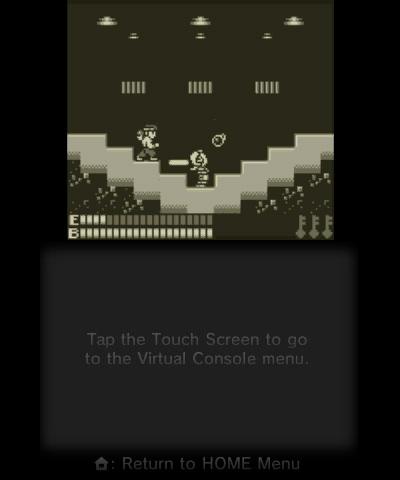 E
B
Tap the Touch Screen to go
to the Virtual Console menu.
: Return to HOME Menu